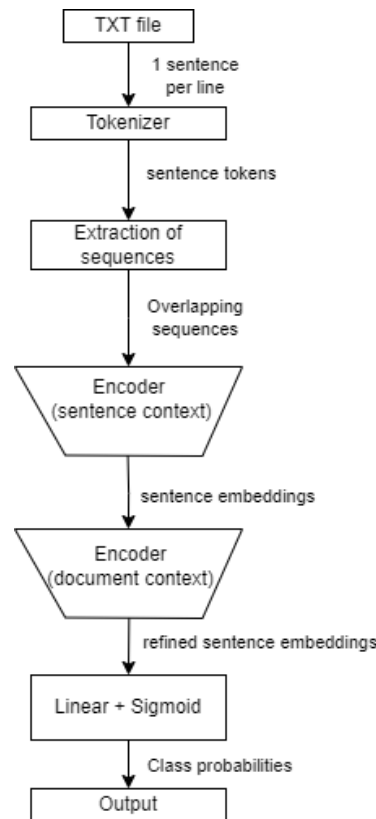 TXT file
1 sentence
per line
Tokenizer
sentence tokens
Extraction of
sequences
Overlapping
sequences
Encoder
(sentence context)
sentence embeddings
Encoder
(document context)
refined sentence embeddings
Linear + Sigmoid
Class probabilities
Output